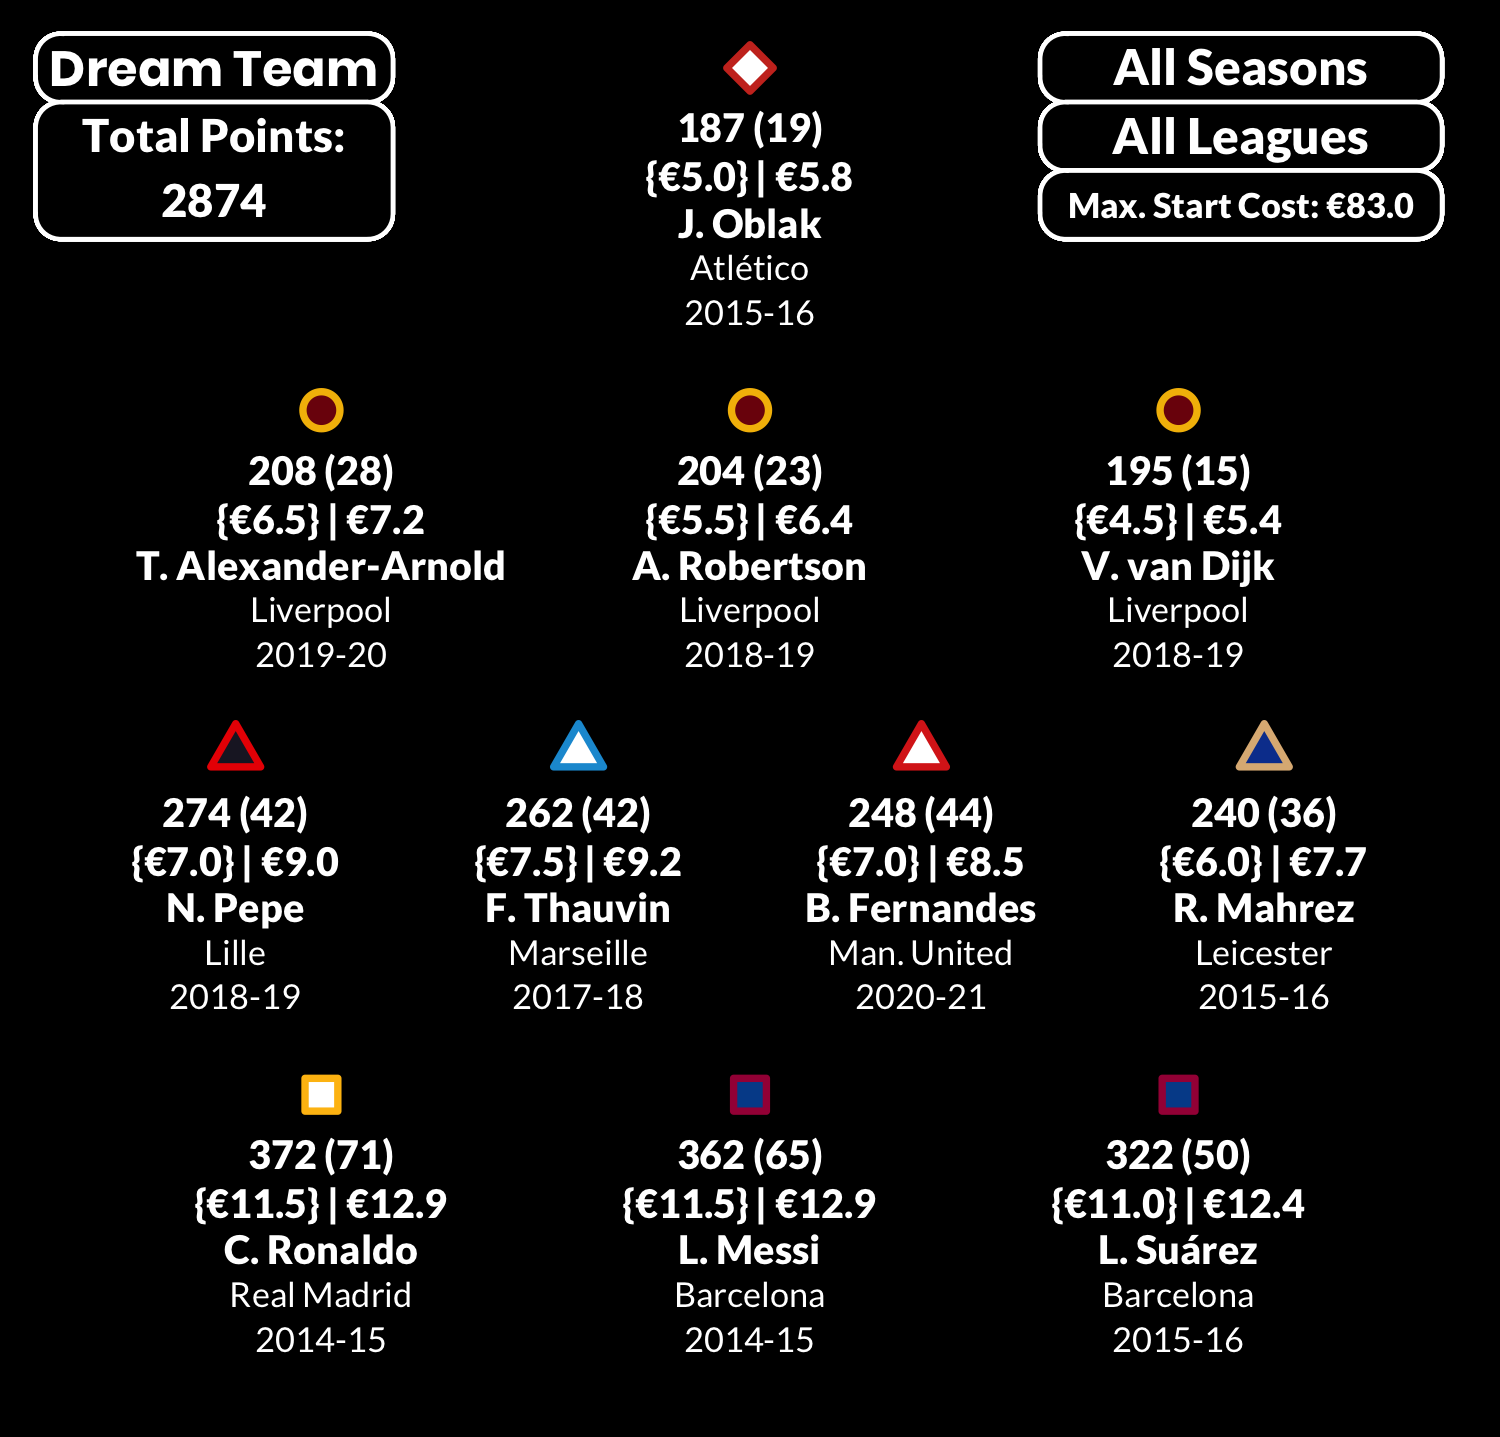 Dream Team
Total Points:
2874
All Seasons
All Leagues
Max. Start Cost: €83.0
187 (19)
{€5.0} | €5.8
J. Oblak
Atlético
2015-16
208 (28)
{€6.5} | €7.2
T. Alexander-Arnold
Liverpool
2019-20
204 (23)
{€5.5} | €6.4
A. Robertson
Liverpool
2018-19
195 (15)
{€4.5} | €5.4
V. van Dijk
Liverpool
2018-19
274 (42)
{€7.0} | €9.0
N. Pepe
Lille
2018-19
262 (42)
{€7.5} | €9.2
F. Thauvin
Marseille
2017-18
248 (44)
{€7.0} | €8.5
B. Fernandes
Man. United
2020-21
240 (36)
{€6.0} | €7.7
R. Mahrez
Leicester
2015-16
372 (71)
{€11.5} | €12.9
C. Ronaldo
Real Madrid
2014-15
362 (65)
{€11.5} | €12.9
L. Messi
Barcelona
2014-15
322 (50)
{€11.0} | €12.4
L. Suárez
Barcelona
2015-16